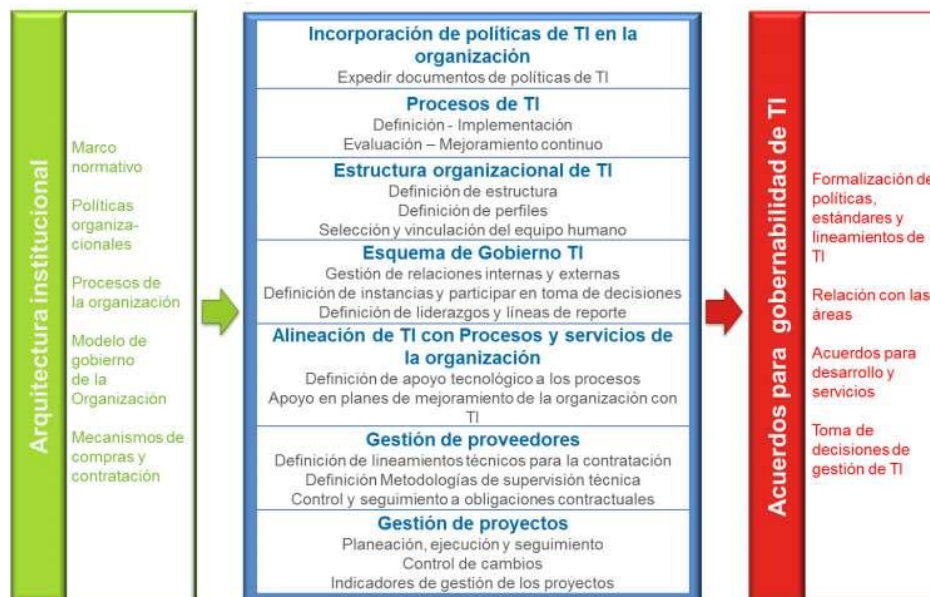 Arquitectura institucional
Marco
normativo
Políticas
organiza-
cionales
Procesos de
la organización
Modelo de
gobierno
de la
Organización
Mecanismos de
compras y
contratación
Incorporación de políticas de TI en la
organización
Expedir documentos de políticas de TI
Procesos de TI
Definición - Implementación
Evaluación – Mejoramiento continuo
Estructura organizacional de TI
Definición de estructura
Definición de perfiles
Selección y vinculación del equipo humano
Esquema de Gobierno TI
Gestión de relaciones internas y externas
Definición de instancias y participar en toma de decisiones
Definición de liderazgos y líneas de reporte
Alineación de TI con Procesos y servicios de
la organización
Definición de apoyo tecnológico a los procesos
Apoyo en planes de mejoramiento de la organización con
TI
Gestión de proveedores
Definición de lineamientos técnicos para la contratación
Definición Metodologías de supervisión técnica
Control y seguimiento a obligaciones contractuales
Gestión de proyectos
Planeación, ejecución y seguimiento
Control de cambios
Indicadores de gestión de los proyectos
Acuerdos para gobernabilidad de TI
Formalización de
políticas,
estándares y
lineamientos de
TI
Relación con las
áreas
Acuerdos para
desarrollo y
servicios
Toma de
decisiones de
gestión de TI